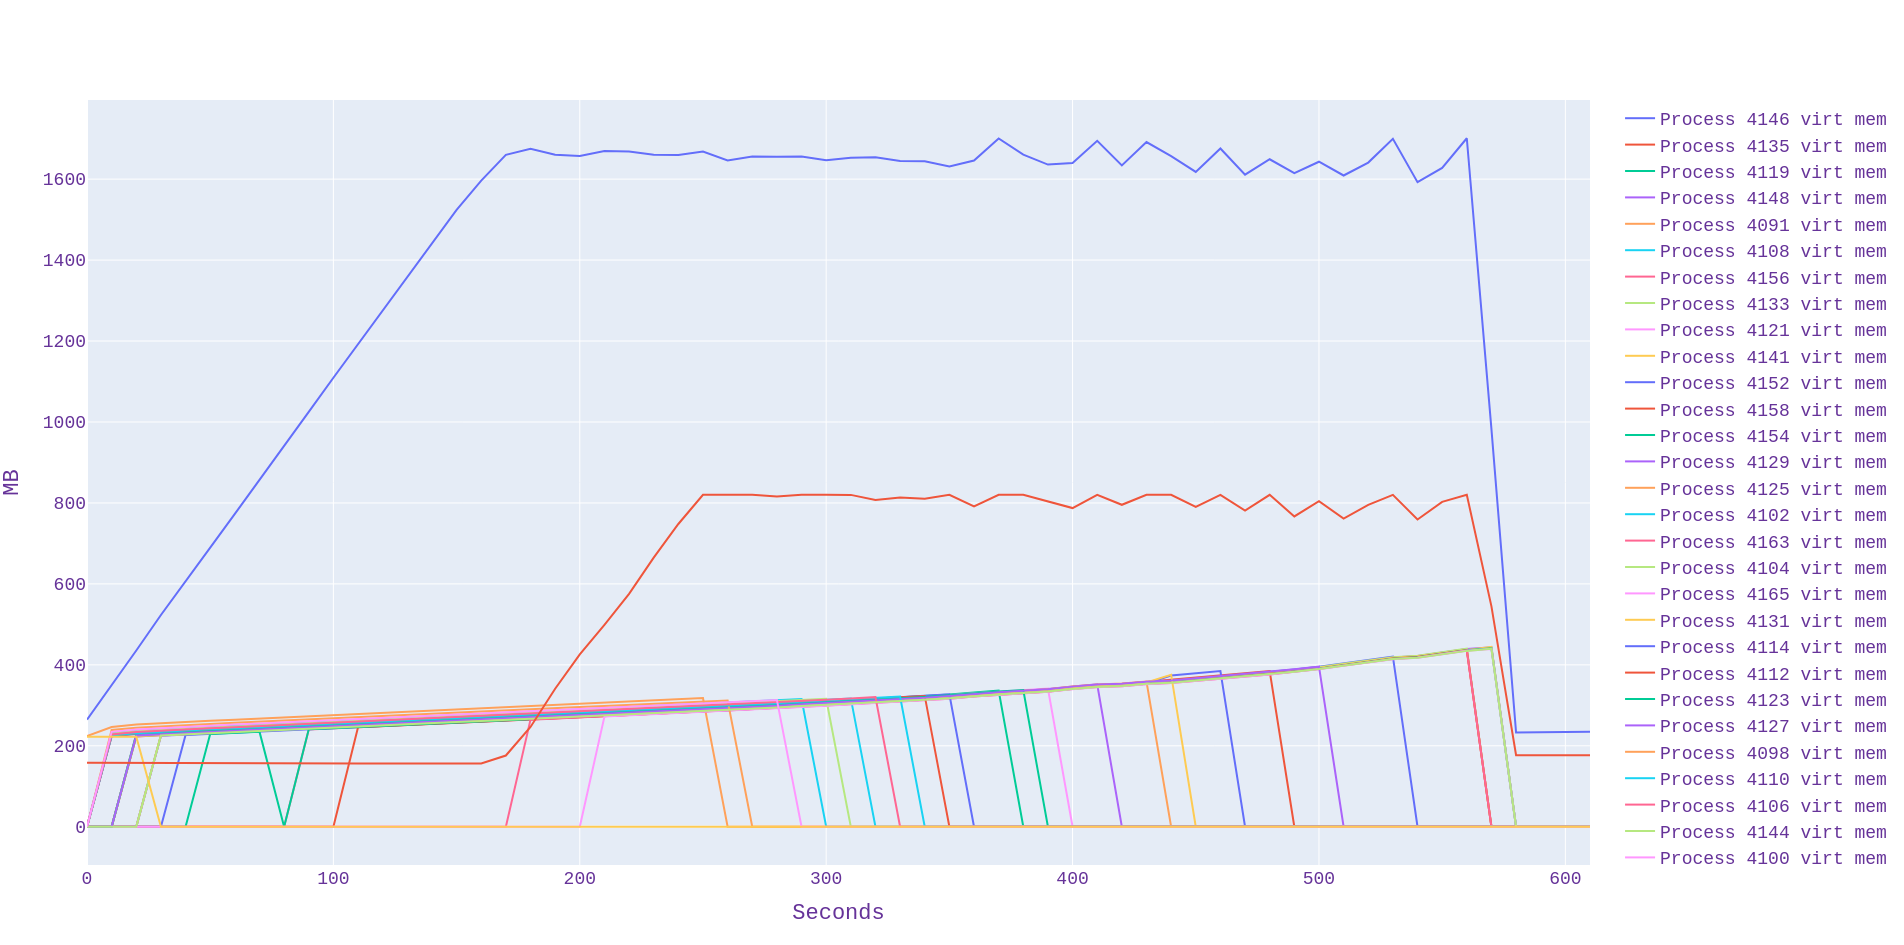 MB
1600
1400
1200
1000
800
600
400
200
0
0 100 200 300 400 500 600
Seconds
Process 4146 virt mem
Process 4135 virt mem
Process 4119 virt mem
Process 4148 virt mem
Process 4091 virt mem
Process 4108 virt mem
Process 4156 virt mem
Process 4133 virt mem
Process 4121 virt mem
Process 4141 virt mem
Process 4152 virt mem
Process 4158 virt mem
Process 4154 virt mem
Process 4129 virt mem
Process 4125 virt mem
Process 4102 virt mem
Process 4163 virt mem
Process 4104 virt mem
Process 4165 virt mem
Process 4131 virt mem
Process 4114 virt mem
Process 4112 virt mem
Process 4123 virt mem
Process 4127 virt mem
Process 4098 virt mem
Process 4110 virt mem
Process 4106 virt mem
Process 4144 virt mem
Process 4100 virt mem